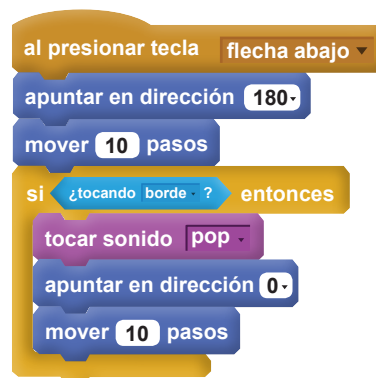 al presionar tecla flecha abajo
apuntar en dirección 180
mover 10 pasos
si ¿tocando borde ? entonces
tocar sonido pop
apuntar en dirección 0
mover 10 pasos